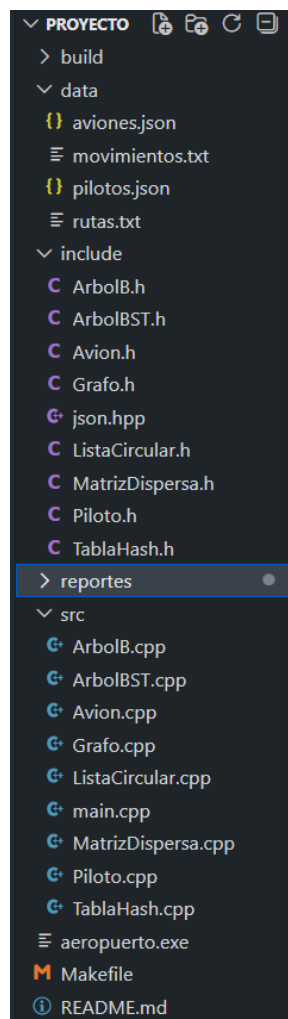 PROYECTO
build
data
{} aviones.json
movimientos.txt
{} pilotos.json
rutas.txt
include
C ArbolB.h
C ArbolBST.h
C Avion.h
C Grafo.h
C+ json.hpp
C ListaCircular.h
C MatrizDispersa.h
C Piloto.h
C TablaHash.h
reportes
src
C+ ArbolB.cpp
C+ ArbolBST.cpp
C+ Avion.cpp
C+ Grafo.cpp
C+ ListaCircular.cpp
C+ main.cpp
C+ MatrizDispersa.cpp
C+ Piloto.cpp
C+ TablaHash.cpp
aeropuerto.exe
M Makefile
README.md